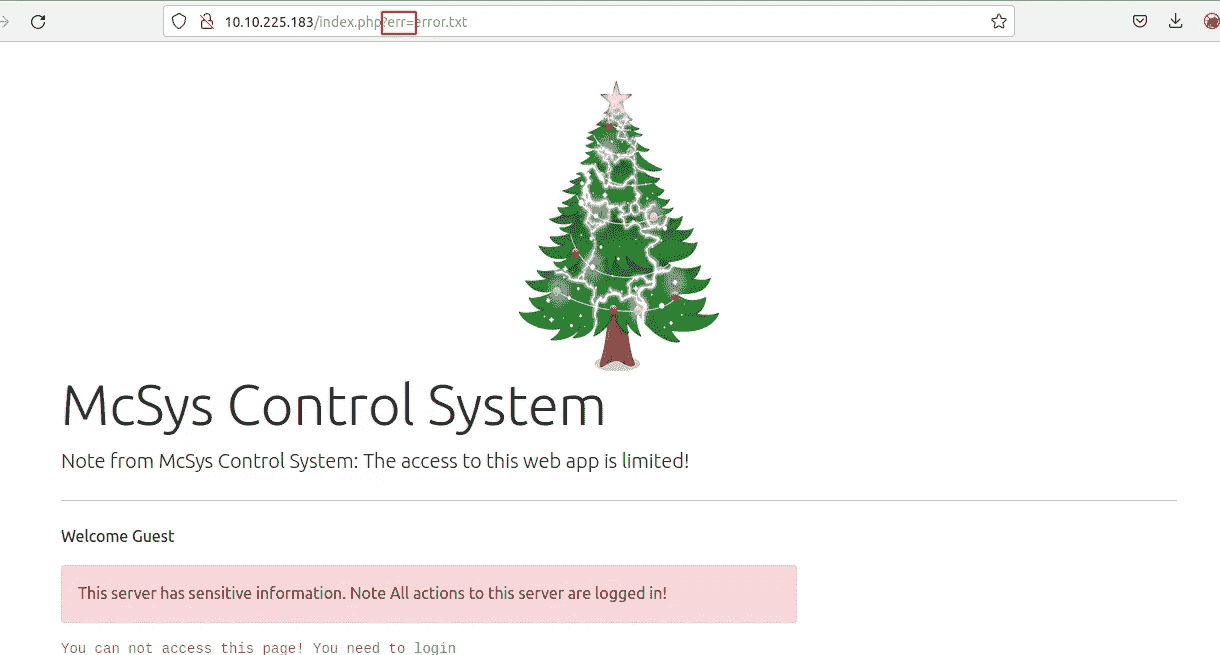 10.10.225.183/index.php?err=error.txt
McSys Control System
Note from McSys Control System: The access to this web app is limited!
Welcome Guest
This server has sensitive information. Note All actions to this server are logged in!
You can not access this page! You need to login